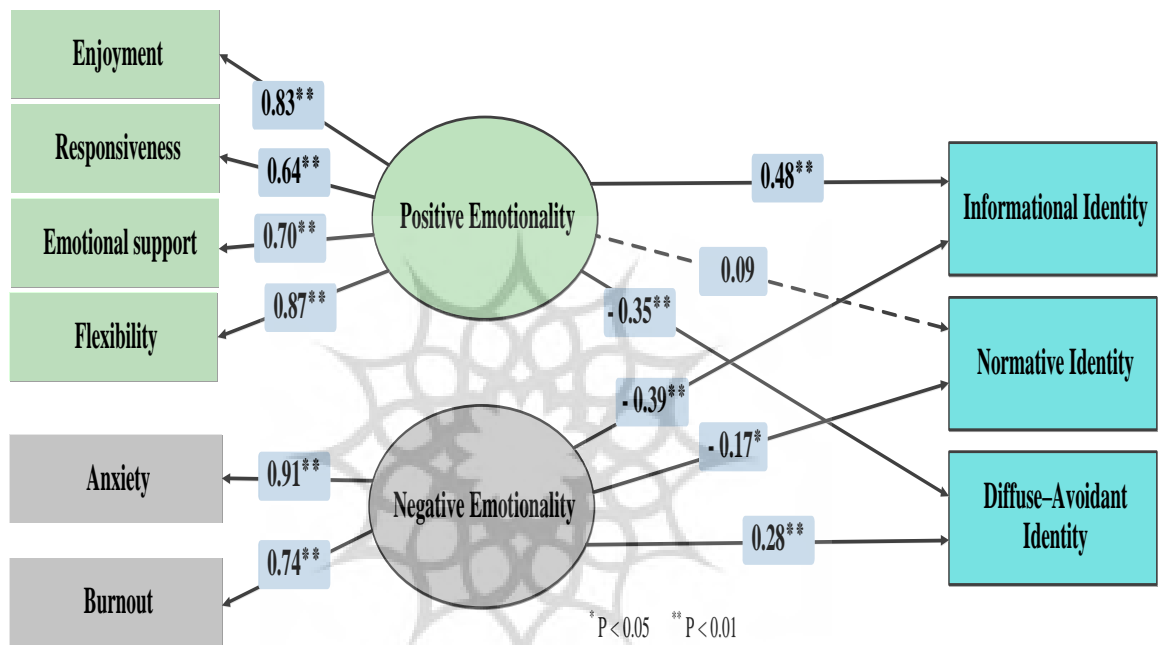 Enjoyment
0.83**
Responsiveness
0.64**
Emotional support
0.70**
Flexibility
0.87**
Positive Emotionality
0.48**
0.09
- 0.35**
Informational Identity
Normative Identity
Diffuse–Avoidant
Identity
Anxiety
0.91**
Burnout
0.74**
Negative Emotionality
- 0.39**
- 0.17*
0.28**
* P < 0.05 ** P < 0.01